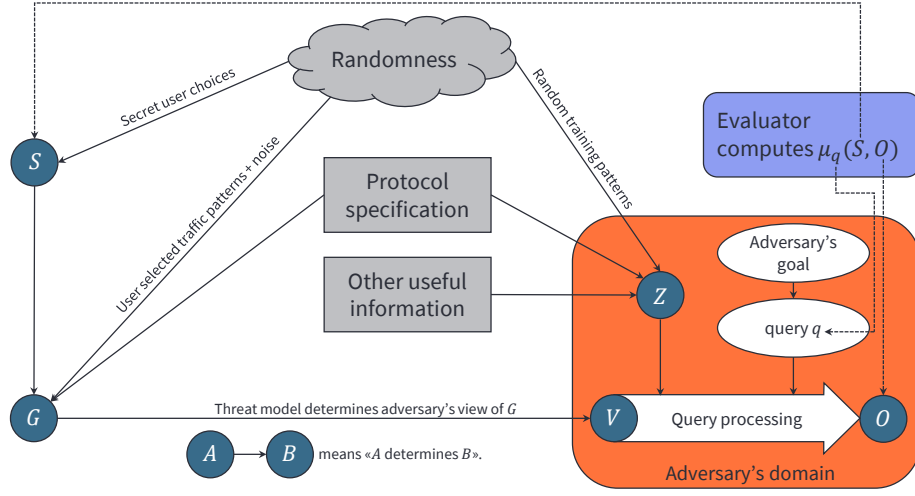 Randomness
Secret user choices
Random training patterns
Evaluator
computes μ_q(S, O)
S
User selected traffic patterns + noise
Protocol
specification
Adversary's
goal
Other useful
information
Z
query q
G
Threat model determines adversary's view of G
V
Query processing
O
A
B
means «A determines B».
Adversary's domain